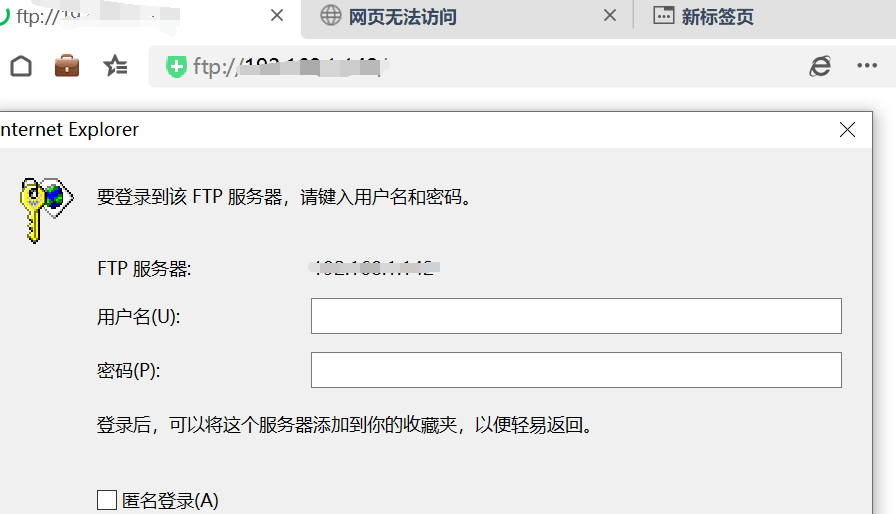 ftp://19
网页无法访问
新标签页
ftp://
nternet Explorer
要登录到该 FTP 服务器，请键入用户名和密码。
FTP 服务器:
用户名(U):
密码(P):
登录后，可以将这个服务器添加到你的收藏夹，以便轻易返回。
匿名登录(A)